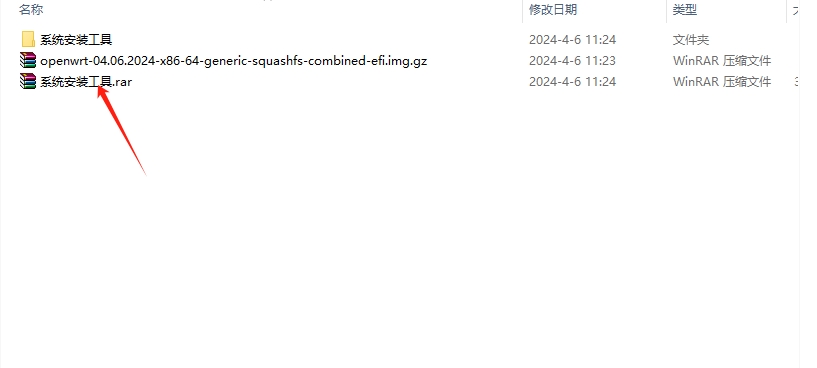 名称 修改日期 类型
系统安装工具 2024-4-6 11:24 文件夹
openwrt-04.06.2024-x86-64-generic-squashfs-combined-efi.img.gz 2024-4-6 11:23 WinRAR 压缩文件
系统安装工具.rar 2024-4-6 11:24 WinRAR 压缩文件